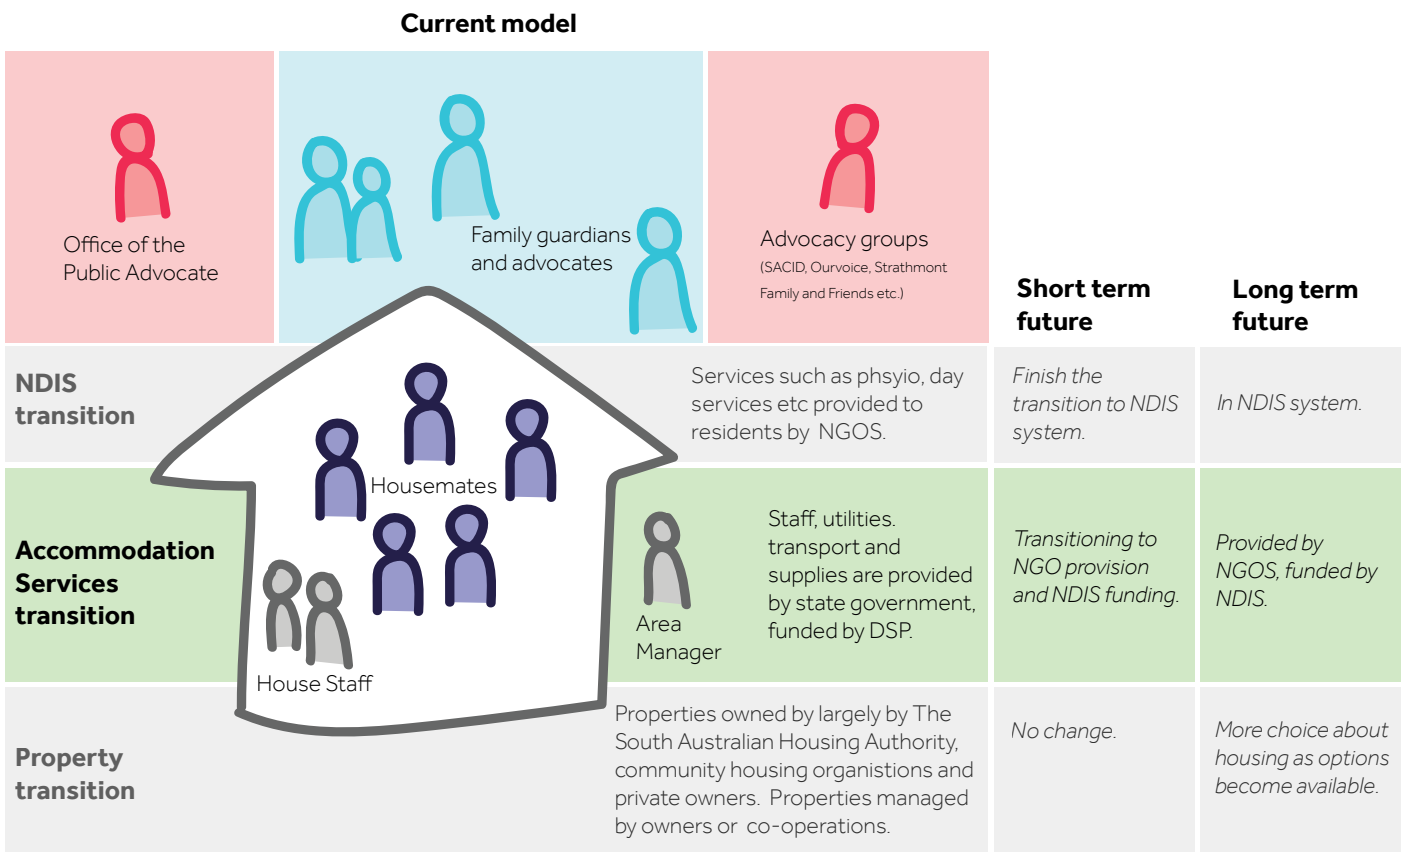 Current model
Office of the
Public Advocate
Family guardians
and advocates
Advocacy groups
(SACID, Ourvoice, Strathmont
Family and Friends etc.)
Short term
future
Long term
future
NDIS
transition
Services such as phsyio, day
services etc provided to
residents by NGOS.
Finish the
transition to NDIS
system.
In NDIS system.
Housemates
Accommodation
Services
transition
House Staff
Area
Manager
Staff, utilities.
transport and
supplies are provided
by state government,
funded by DSP.
Transitioning to
NGO provision
and NDIS funding.
Provided by
NGOS, funded by
NDIS.
Property
transition
Properties owned by largely by The
South Australian Housing Authority,
community housing organistions and
private owners. Properties managed
by owners or co-operations.
No change.
More choice about
housing as options
become available.